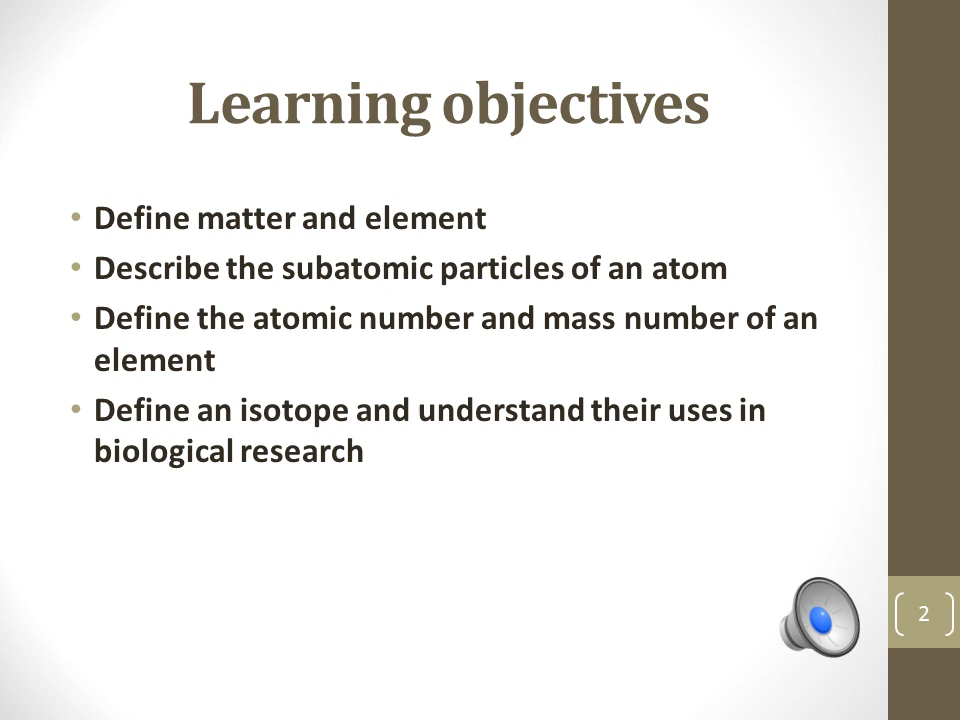 Learning objectives
• Define matter and element
• Describe the subatomic particles of an atom
• Define the atomic number and mass number of an
element
• Define an isotope and understand their uses in
biological research
2